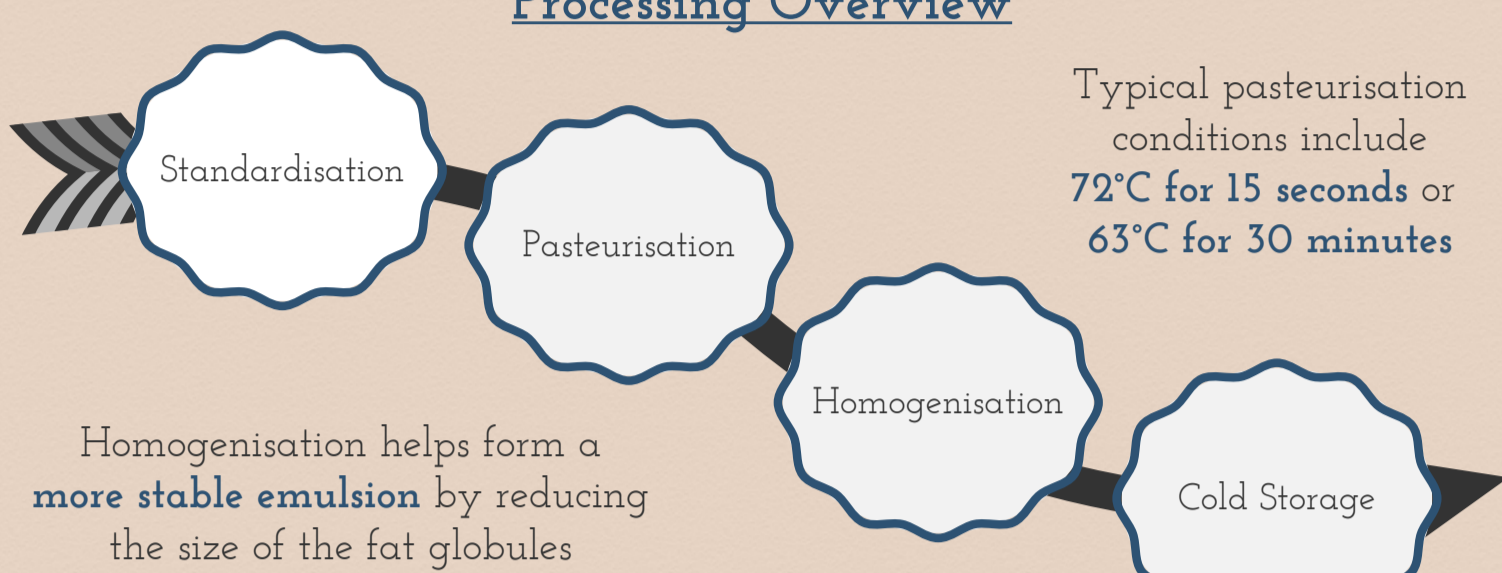 Processing Overview
Standardisation
Pasteurisation
Homogenisation
Cold Storage
Typical pasteurisation
conditions include
72°C for 15 seconds or
63°C for 30 minutes
Homogenisation helps form a
more stable emulsion by reducing
the size of the fat globules